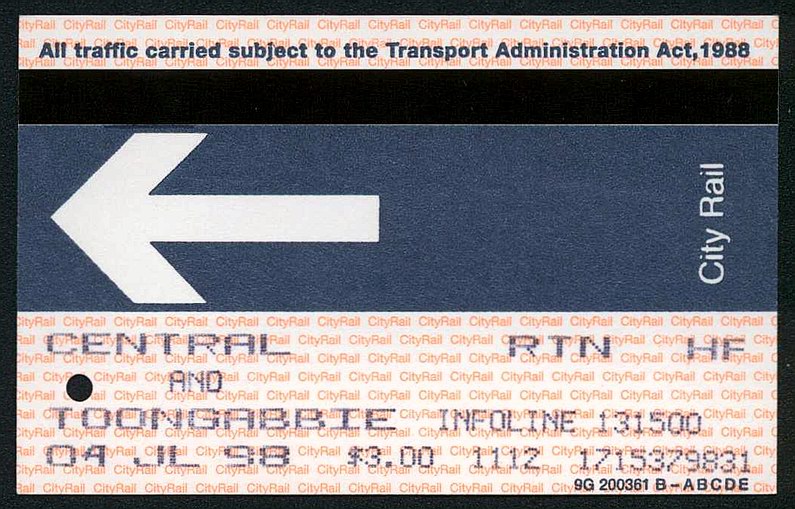 All traffic carried subject to the Transport Administration Act,1988
City Rail
CENTRAL RTN HF
AND
TOONGABBIE INFOLINE 131500
04 JL 98 $3.00 1112 1715379831
9G 200361 B-ABCDE